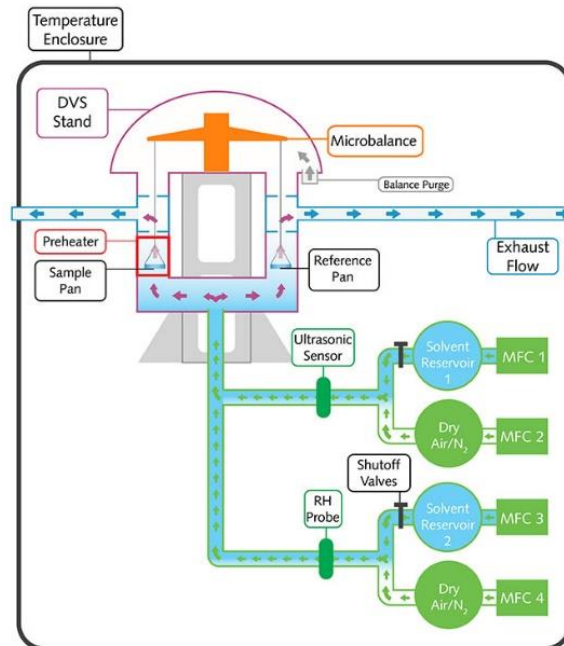 Temperature
Enclosure
DVS
Stand
Microbalance
Balance Purge
Preheater
Sample
Pan
Reference
Pan
Exhaust
Flow
Ultrasonic
Sensor
Solvent
Reservoir
1
MFC 1
Dry
Air/N₂
MFC 2
Shutoff
Valves
RH
Probe
Solvent
Reservoir
2
MFC 3
Dry
Air/N₂
MFC 4